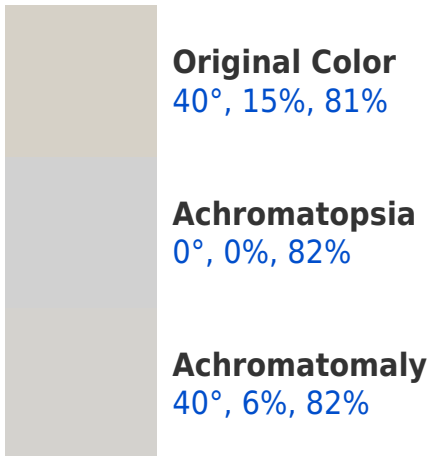 Original Color
40°, 15%, 81%
Achromatopsia
0°, 0%, 82%
Achromatomaly
40°, 6%, 82%